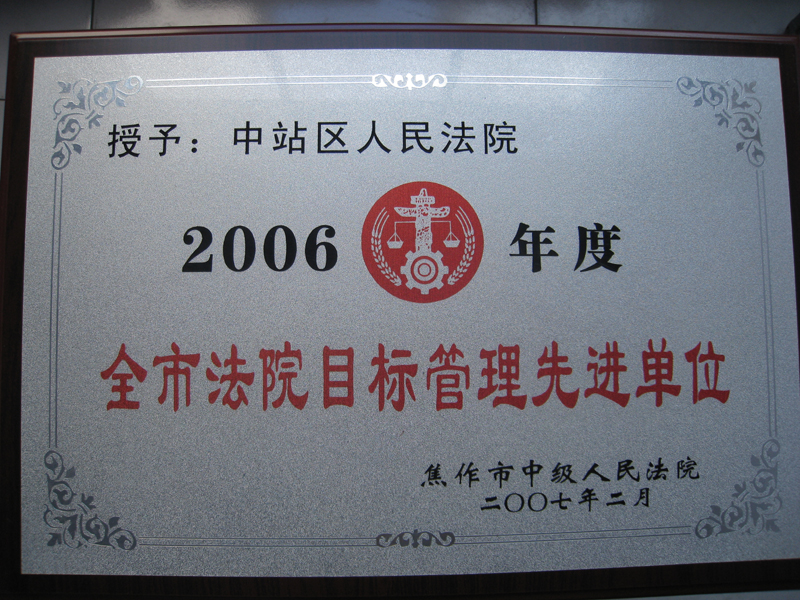 授予：中站区人民法院
2006 年度
全市法院目标管理先进单位
焦作市中级人民法院
二〇〇七年二月